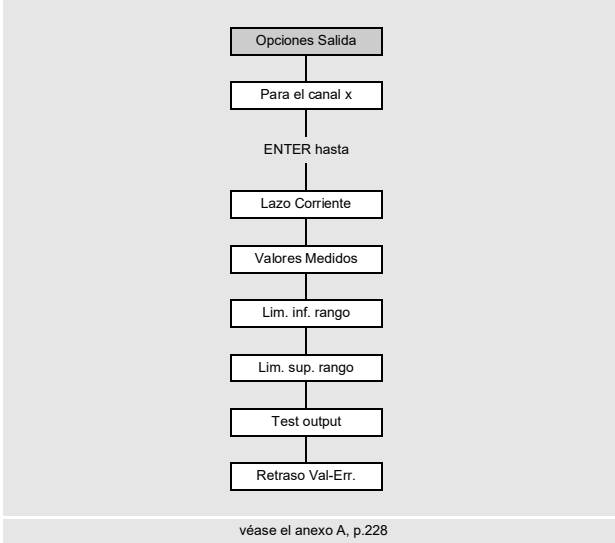 Opciones Salida
Para el canal x
ENTER hasta
Lazo Corriente
Valores Medidos
Lim. inf. rango
Lim. sup. rango
Test output
Retraso Val-Err.
véase el anexo A, p.228